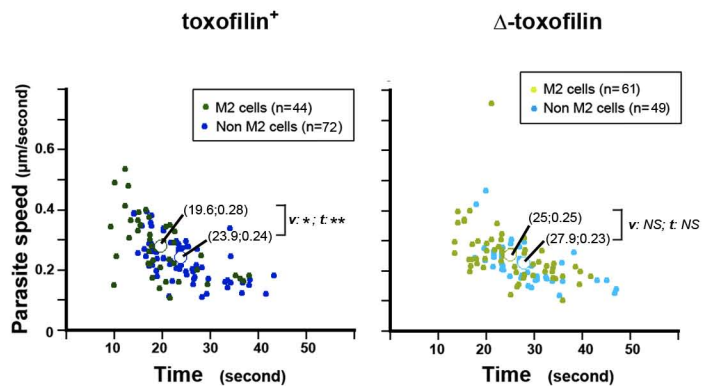 toxofilin+
Δ-toxofilin
M2 cells (n=44)
Non M2 cells (n=72)
M2 cells (n=61)
Non M2 cells (n=49)
Parasite speed (μm/second)
0.6
0.4
0.2
0
(19.6;0.28)
(23.9;0.24)
v: *; t: **
(25;0.25)
(27.9;0.23)
v: NS; t: NS
10 20 30 40 50
10 20 30 40 50
Time (second)
Time (second)